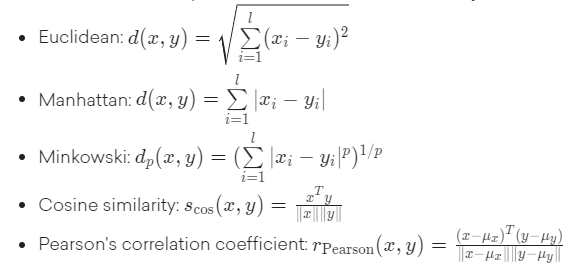 • Euclidean: d(x, y) = √(∑_{i=1}^{l} (x_i − y_i)^2)
• Manhattan: d(x, y) = ∑_{i=1}^{l} |x_i − y_i|
• Minkowski: d_p(x, y) = (∑_{i=1}^{l} |x_i − y_i|^p)^{1/p}
• Cosine similarity: s_cos(x, y) = x^T y / ‖x‖‖y‖
• Pearson's correlation coefficient: r_Pearson(x, y) = (x−μ_x)^T (y−μ_y) / ‖x−μ_x‖‖y−μ_y‖